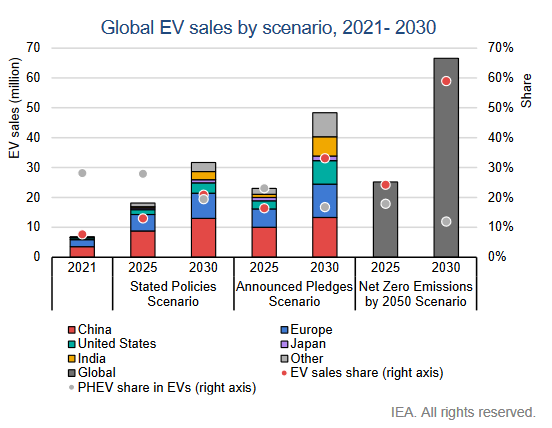 Global EV sales by scenario, 2021- 2030
EV sales (million)
70
60
50
40
30
20
10
0
70%
60%
50%
40%
30%
20%
10%
0%
Share
2021 2025 2030 2025 2030 2025 2030
Stated Policies Scenario
Announced Pledges Scenario
Net Zero Emissions by 2050 Scenario
China
Europe
United States
Japan
India
Other
Global
EV sales share (right axis)
PHEV share in EVs (right axis)
IEA. All rights reserved.